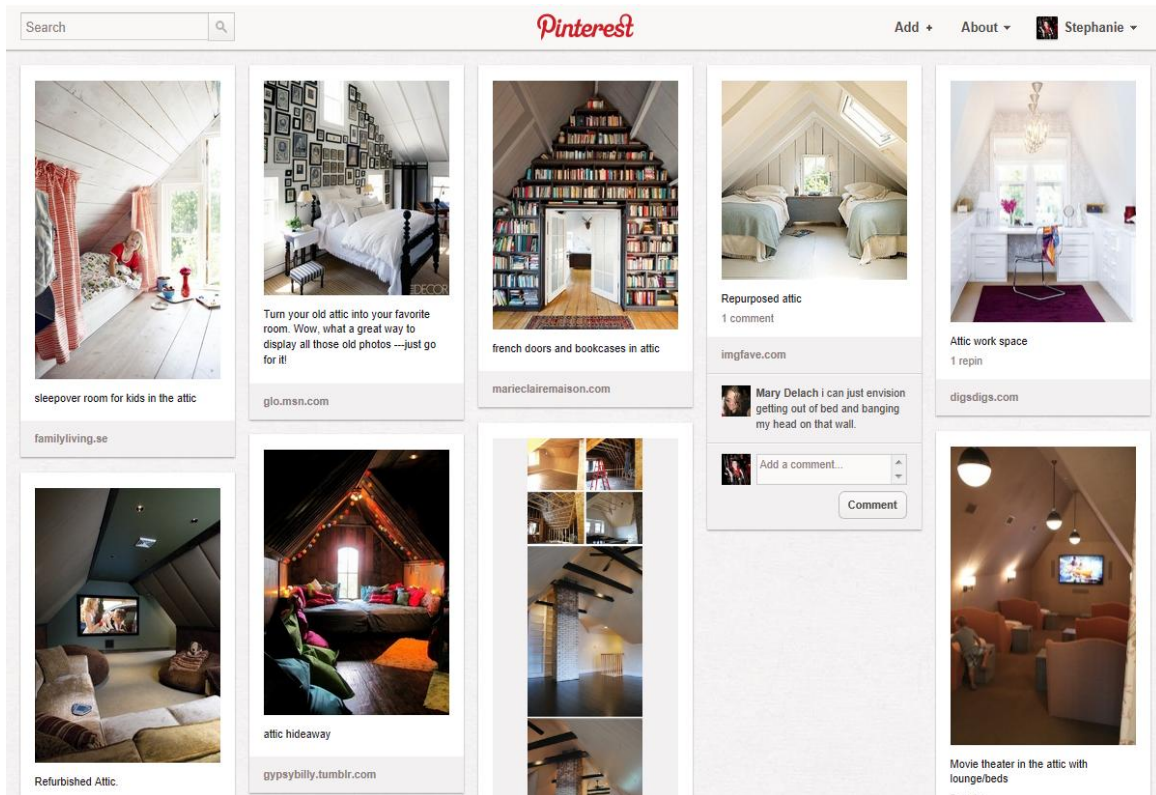 Search
Pinterest
Add +
About
Stephanie
sleepover room for kids in the attic
familyliving.se
Refurbished Attic.
ELLE DECOR
Turn your old attic into your favorite
room. Wow, what a great way to
display all those old photos ---just go
for it!
glo.msn.com
attic hideaway
gypsybilly.tumblr.com
french doors and bookcases in attic
marieclairemaison.com
Repurposed attic
1 comment
imgfave.com
Mary Delach i can just envision
getting out of bed and banging
my head on that wall.
Add a comment...
Comment
Attic work space
1 repin
digsdigs.com
Movie theater in the attic with
lounge/beds